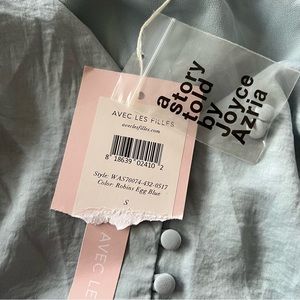 AVEC LES FILLES
aveclesfilles.com
8 18639 02410 2
Style: WAS70074-432-0517
Color: Robins Egg Blue
S
a
story
told
by
Joyce
Azria
AVEC LES